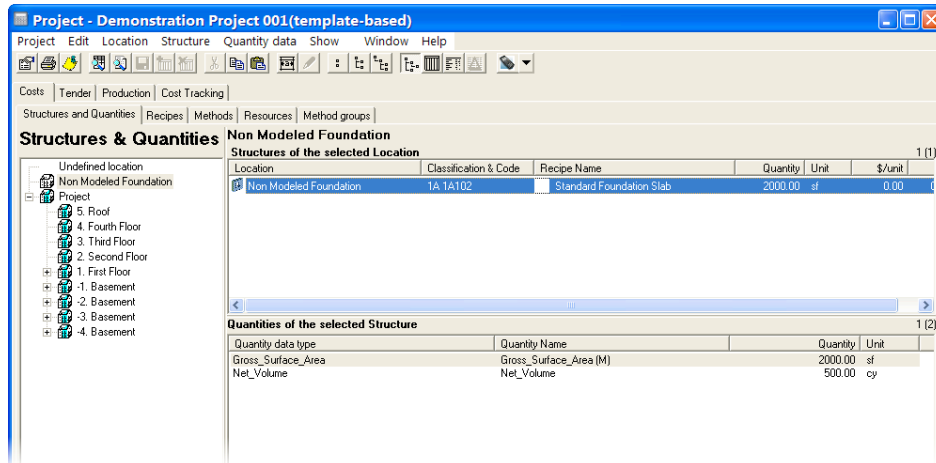 Project - Demonstration Project 001(template-based)
Project Edit Location Structure Quantity data Show Window Help
Costs Tender Production Cost Tracking
Structures and Quantities Recipes Methods Resources Method groups
Structures & Quantities
Undefined location
Non Modeled Foundation
Project
5. Roof
4. Fourth Floor
3. Third Floor
2. Second Floor
1. First Floor
-1. Basement
-2. Basement
-3. Basement
-4. Basement
Non Modeled Foundation
Structures of the selected Location 1 (1)
Location Classification & Code Recipe Name Quantity Unit $/unit
Non Modeled Foundation 1A 1A102 Standard Foundation Slab 2000.00 sf 0.00
Quantities of the selected Structure 1 (2)
Quantity data type Quantity Name Quantity Unit
Gross_Surface_Area Gross_Surface_Area (M) 2000.00 sf
Net_Volume Net_Volume 500.00 cy